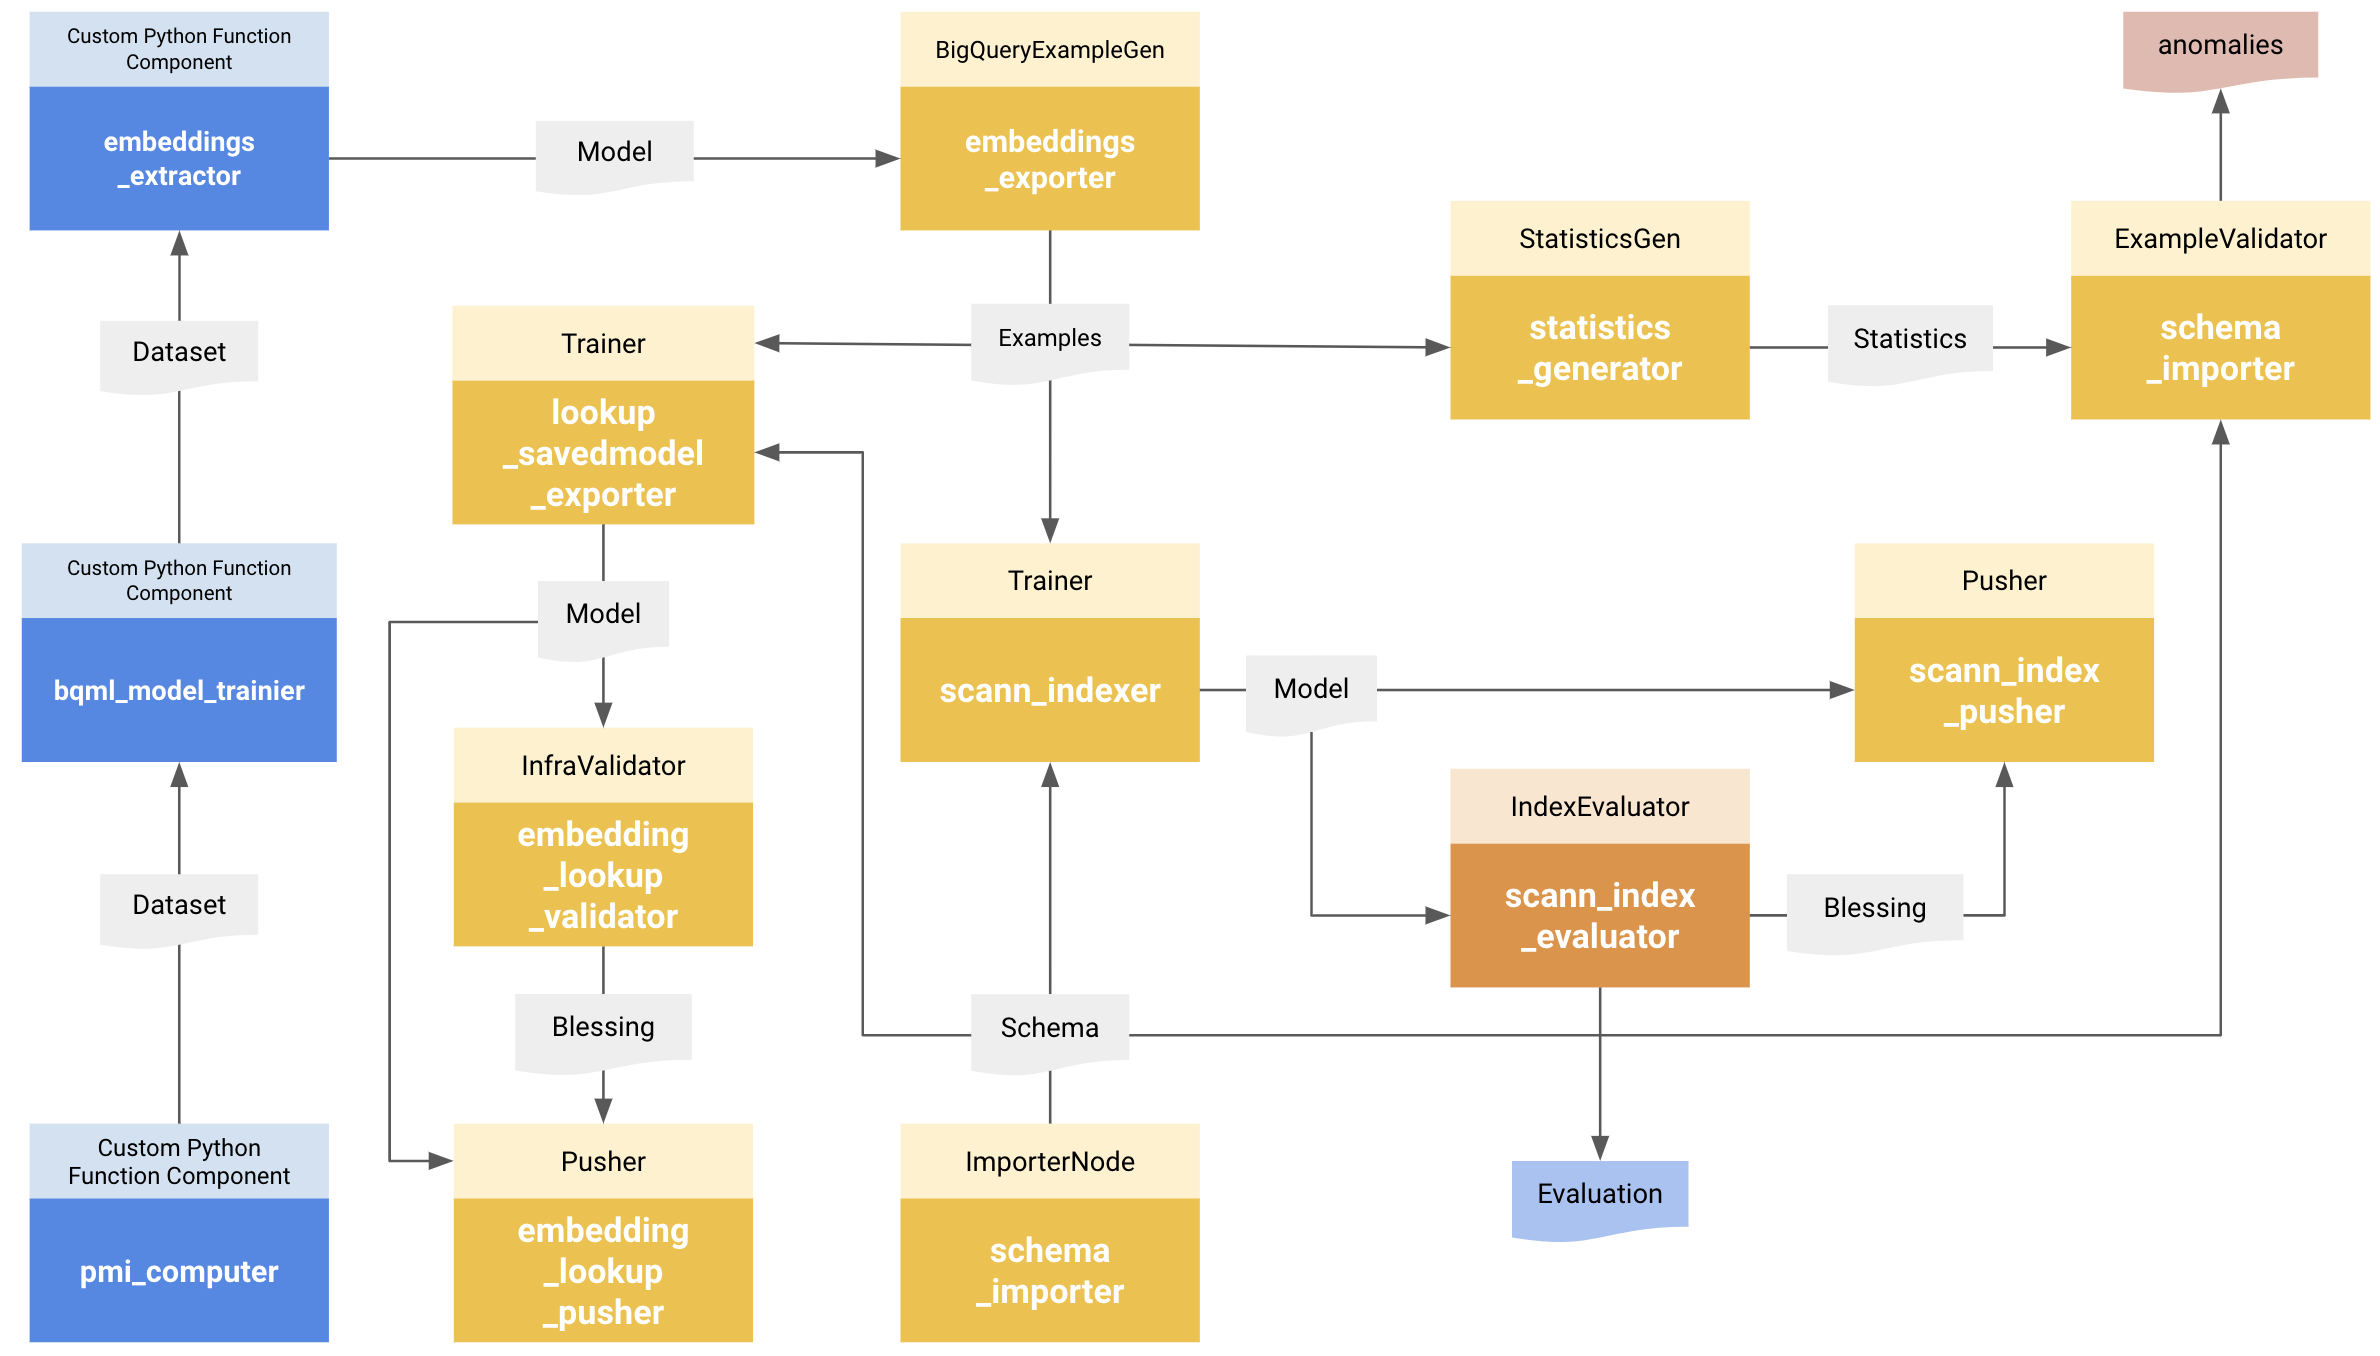 Custom Python Function
Component
embeddings
_extractor
Model
BigQueryExampleGen
embeddings
_exporter
anomalies
StatisticsGen
statistics
_generator
Statistics
ExampleValidator
schema
_importer
Dataset
Trainer
lookup
_savedmodel
_exporter
Examples
Custom Python Function
Component
bqml_model_trainier
Model
Trainer
scann_indexer
Model
Pusher
scann_index
_pusher
InfraValidator
embedding
_lookup
_validator
IndexEvaluator
scann_index
_evaluator
Blessing
Dataset
Blessing
Schema
Custom Python
Function Component
pmi_computer
Pusher
embedding
_lookup
_pusher
ImporterNode
schema
_importer
Evaluation